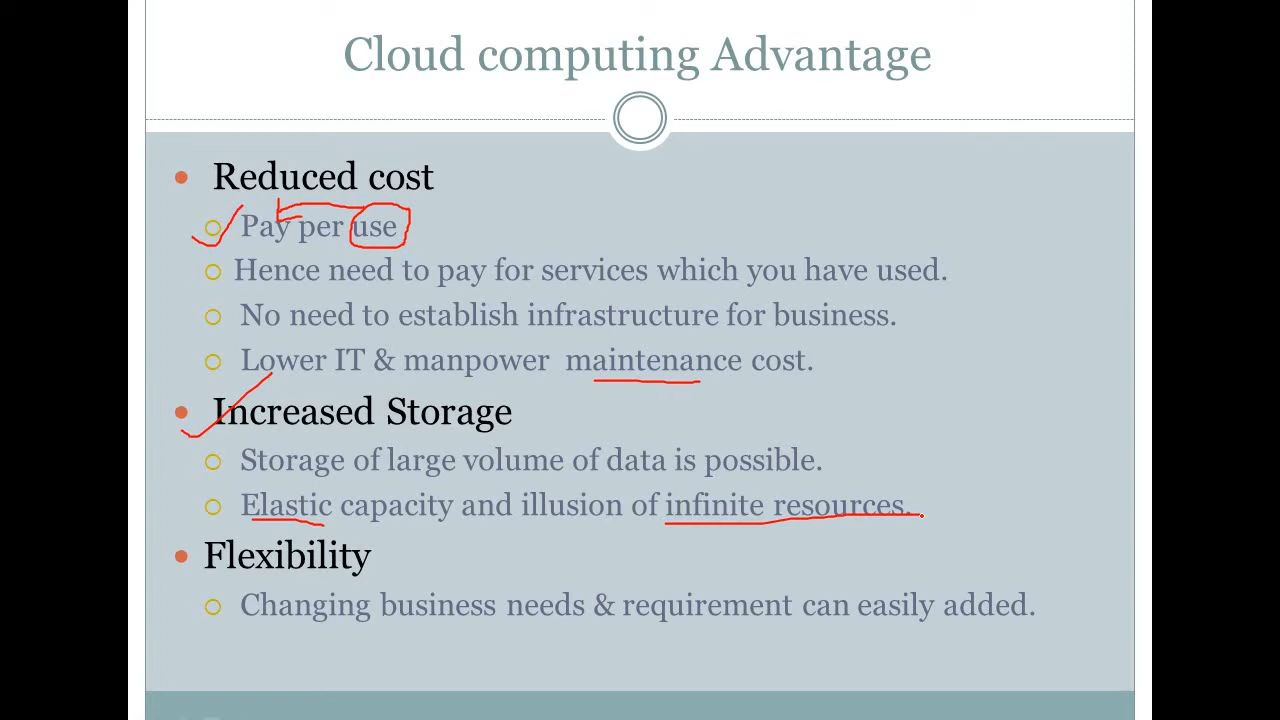 Cloud computing Advantage
Reduced cost
Pay per use
Hence need to pay for services which you have used.
No need to establish infrastructure for business.
Lower IT & manpower maintenance cost.
Increased Storage
Storage of large volume of data is possible.
Elastic capacity and illusion of infinite resources.
Flexibility
Changing business needs & requirement can easily added.